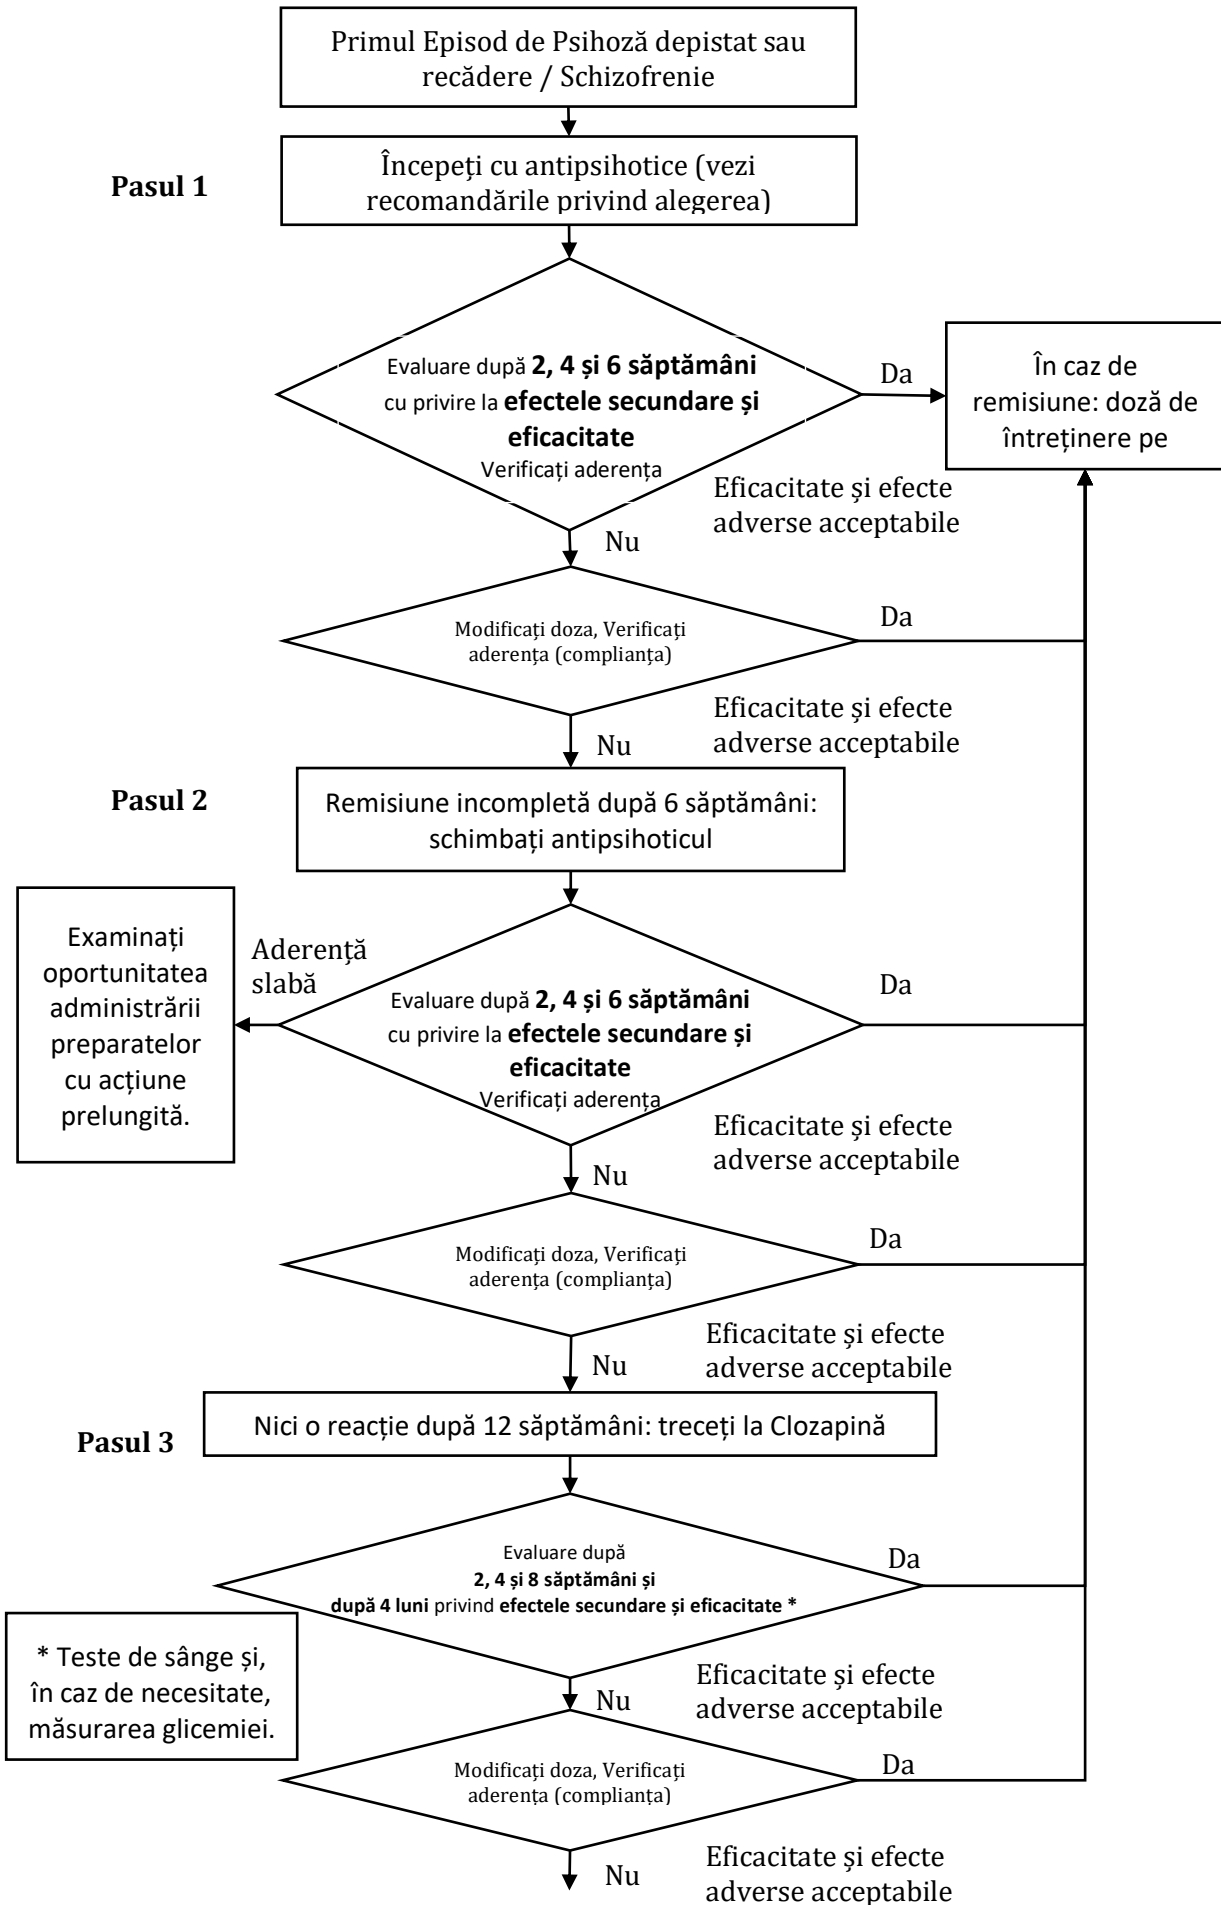 Primul Episod de Psihoză depistat sau
recădere / Schizofrenie
Pasul 1
Începeți cu antipsihotice (vezi
recomandările privind alegerea)
Evaluare după 2, 4 și 6 săptămâni
cu privire la efectele secundare și
eficacitate
Verificați aderența
Da
În caz de
remisiune: doză de
întreținere pe
Eficacitate și efecte
adverse acceptabile
Nu
Modificați doza, Verificați
aderența (complianța)
Da
Eficacitate și efecte
adverse acceptabile
Nu
Pasul 2
Remisiune incompletă după 6 săptămâni:
schimbați antipsihoticul
Examinați
oportunitatea
administrării
preparatelor
cu acțiune
prelungită.
Aderență
slabă
Evaluare după 2, 4 și 6 săptămâni
cu privire la efectele secundare și
eficacitate
Verificați aderența
Da
Eficacitate și efecte
adverse acceptabile
Nu
Modificați doza, Verificați
aderența (complianța)
Da
Eficacitate și efecte
adverse acceptabile
Nu
Pasul 3
Nici o reacție după 12 săptămâni: treceți la Clozapină
Evaluare după
2, 4 și 8 săptămâni și
după 4 luni privind efectele secundare și eficacitate *
Da
* Teste de sânge și,
în caz de necesitate,
măsurarea glicemiei.
Eficacitate și efecte
adverse acceptabile
Nu
Modificați doza, Verificați
aderența (complianța)
Da
Eficacitate și efecte
adverse acceptabile
Nu